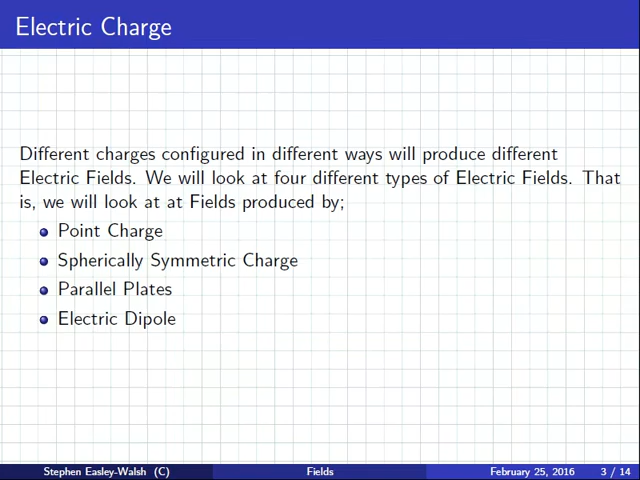 Electric Charge
Different charges configured in different ways will produce different
Electric Fields. We will look at four different types of Electric Fields. That
is, we will look at at Fields produced by;
Point Charge
Spherically Symmetric Charge
Parallel Plates
Electric Dipole
Stephen Easley-Walsh (C) Fields February 25, 2016 3 / 14